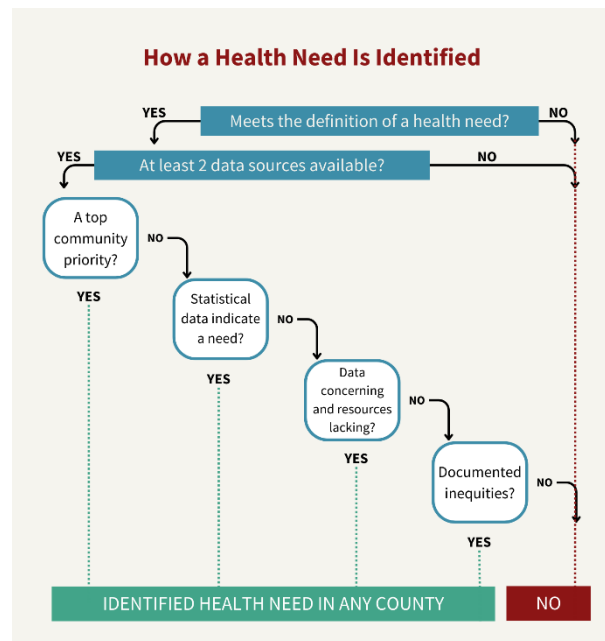 How a Health Need Is Identified
YES
Meets the definition of a health need?
NO
YES
At least 2 data sources available?
NO
A top
community
priority?
NO
YES
Statistical
data indicate
a need?
NO
YES
Data
concerning
and resources
lacking?
NO
YES
Documented
inequities?
NO
YES
IDENTIFIED HEALTH NEED IN ANY COUNTY
NO